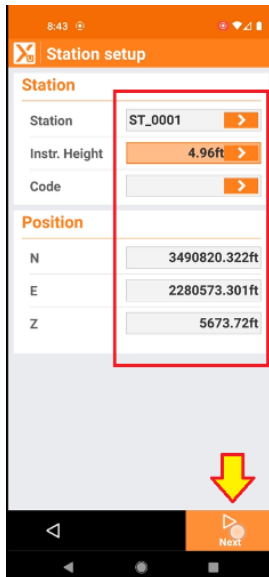 8:43
Station setup
Station
Station ST_0001
Instr. Height 4.96ft
Code
Position
N 3490820.322ft
E 2280573.301ft
Z 5673.72ft
Next